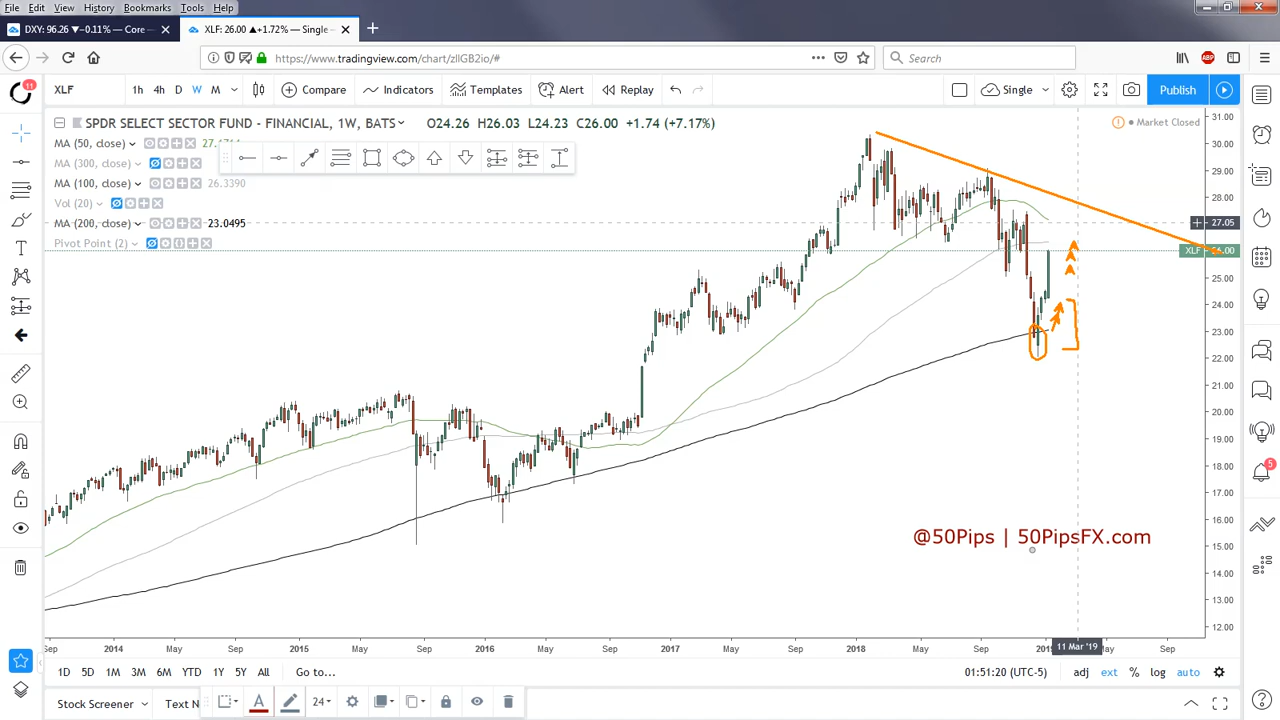 File Edit View History Bookmarks Tools Help
DXY: 96.26 ▼−0.11% — Core — × XLF: 26.00 ▲+1.72% — Single — × +
https://www.tradingview.com/chart/zIIGB2io/# Search ABP
11 XLF 1h 4h D W M Compare Indicators Templates Alert Replay Single Publish
SPDR SELECT SECTOR FUND - FINANCIAL, 1W, BATS O24.26 H26.03 L24.23 C26.00 +1.74 (+7.17%) Market Closed
MA (50, close)
MA (300, close)
MA (100, close) 26.3390
Vol (20)
MA (200, close) 23.0495
Pivot Point (2)
31.00
30.00
29.00
28.00
27.05
XLF
25.00
24.00
23.00
22.00
21.00
20.00
19.00
18.00
17.00
16.00
15.00
14.00
13.00
12.00
5
@50Pips | 50PipsFX.com
Sep 2014 May Sep 2015 May Sep 2016 May Sep 2017 May Sep 2018 May Sep 11 Mar '19 Sep
1D 5D 1M 3M 6M YTD 1Y 5Y All Go to... 01:51:20 (UTC-5) adj ext % log auto
Stock Screener Text N A 24